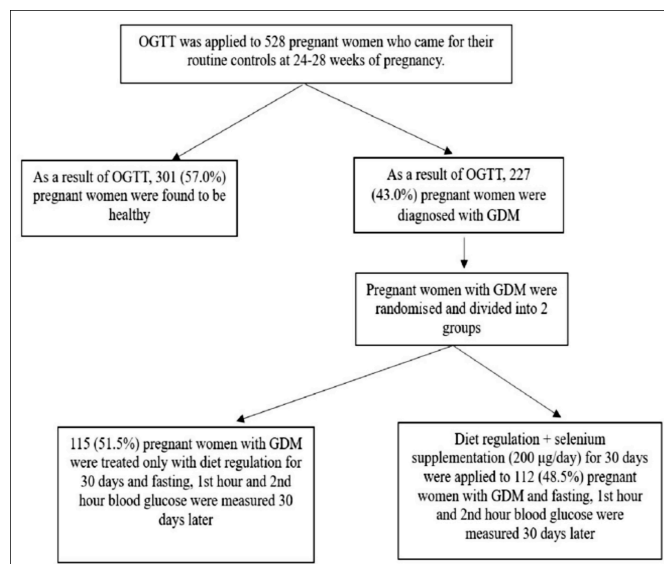 OGTT was applied to 528 pregnant women who came for their
routine controls at 24-28 weeks of pregnancy.
As a result of OGTT, 301 (57.0%)
pregnant women were found to be
healthy
As a result of OGTT, 227
(43.0%) pregnant women were
diagnosed with GDM
Pregnant women with GDM were
randomised and divided into 2
groups
115 (51.5%) pregnant women with GDM
were treated only with diet regulation for
30 days and fasting, 1st hour and 2nd
hour blood glucose were measured 30
days later
Diet regulation + selenium
supplementation (200 μg/day) for 30 days
were applied to 112 (48.5%) pregnant
women with GDM and fasting, 1st hour
and 2nd hour blood glucose were
measured 30 days later